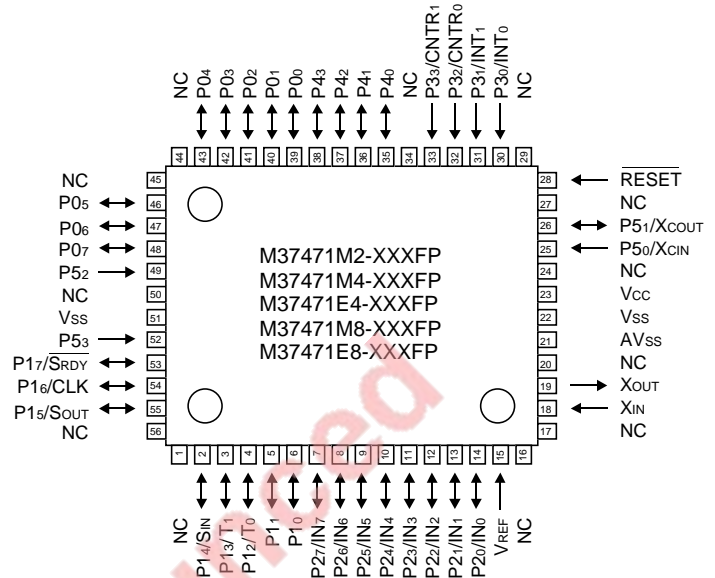 NC P04 P03 P02 P01 P00 P43 P42 P41 P40 NC P33/CNTR1 P32/CNTR0 P31/INT1 P30/INT0 NC
44 43 42 41 40 39 38 37 36 35 34 33 32 31 30 29
NC 45 28 RESET
P05 46 27 NC
P06 47 26 P51/XCOUT
P07 48 25 P50/XCIN
P52 49 24 NC
NC 50 23 VCC
VSS 51 22 VSS
P53 52 21 AVSS
P17/SRDY 53 20 NC
P16/CLK 54 19 XOUT
P15/SOUT 55 18 XIN
NC 56 17 NC
M37471M2-XXXFP
M37471M4-XXXFP
M37471E4-XXXFP
M37471M8-XXXFP
M37471E8-XXXFP
1 2 3 4 5 6 7 8 9 10 11 12 13 14 15 16
NC P14/SIN P13/T1 P12/T0 P11 P10 P27/IN7 P26/IN6 P25/IN5 P24/IN4 P23/IN3 P22/IN2 P21/IN1 P20/IN0 VREF NC
nced